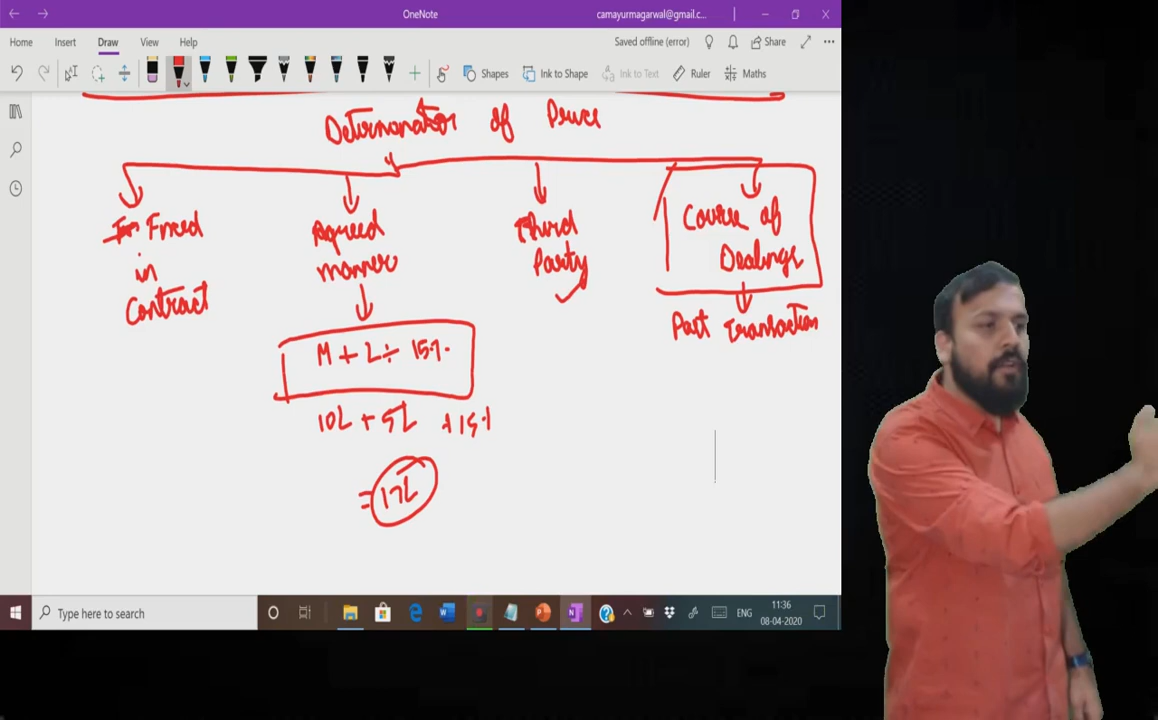 OneNote
camayurmagarwal@gmail.c...
Home Insert Draw View Help
Saved offline (error)
Share
Shapes
Ink to Shape
Ink to Text
Ruler
Maths
Determination of Price
Fixed in Contract
Agreed manner
Third Party
Course of Dealings
Past Transaction
M + L ÷ 15%.
10L + 5L + 15%
= 17L
Type here to search
ENG
11:36
08-04-2020